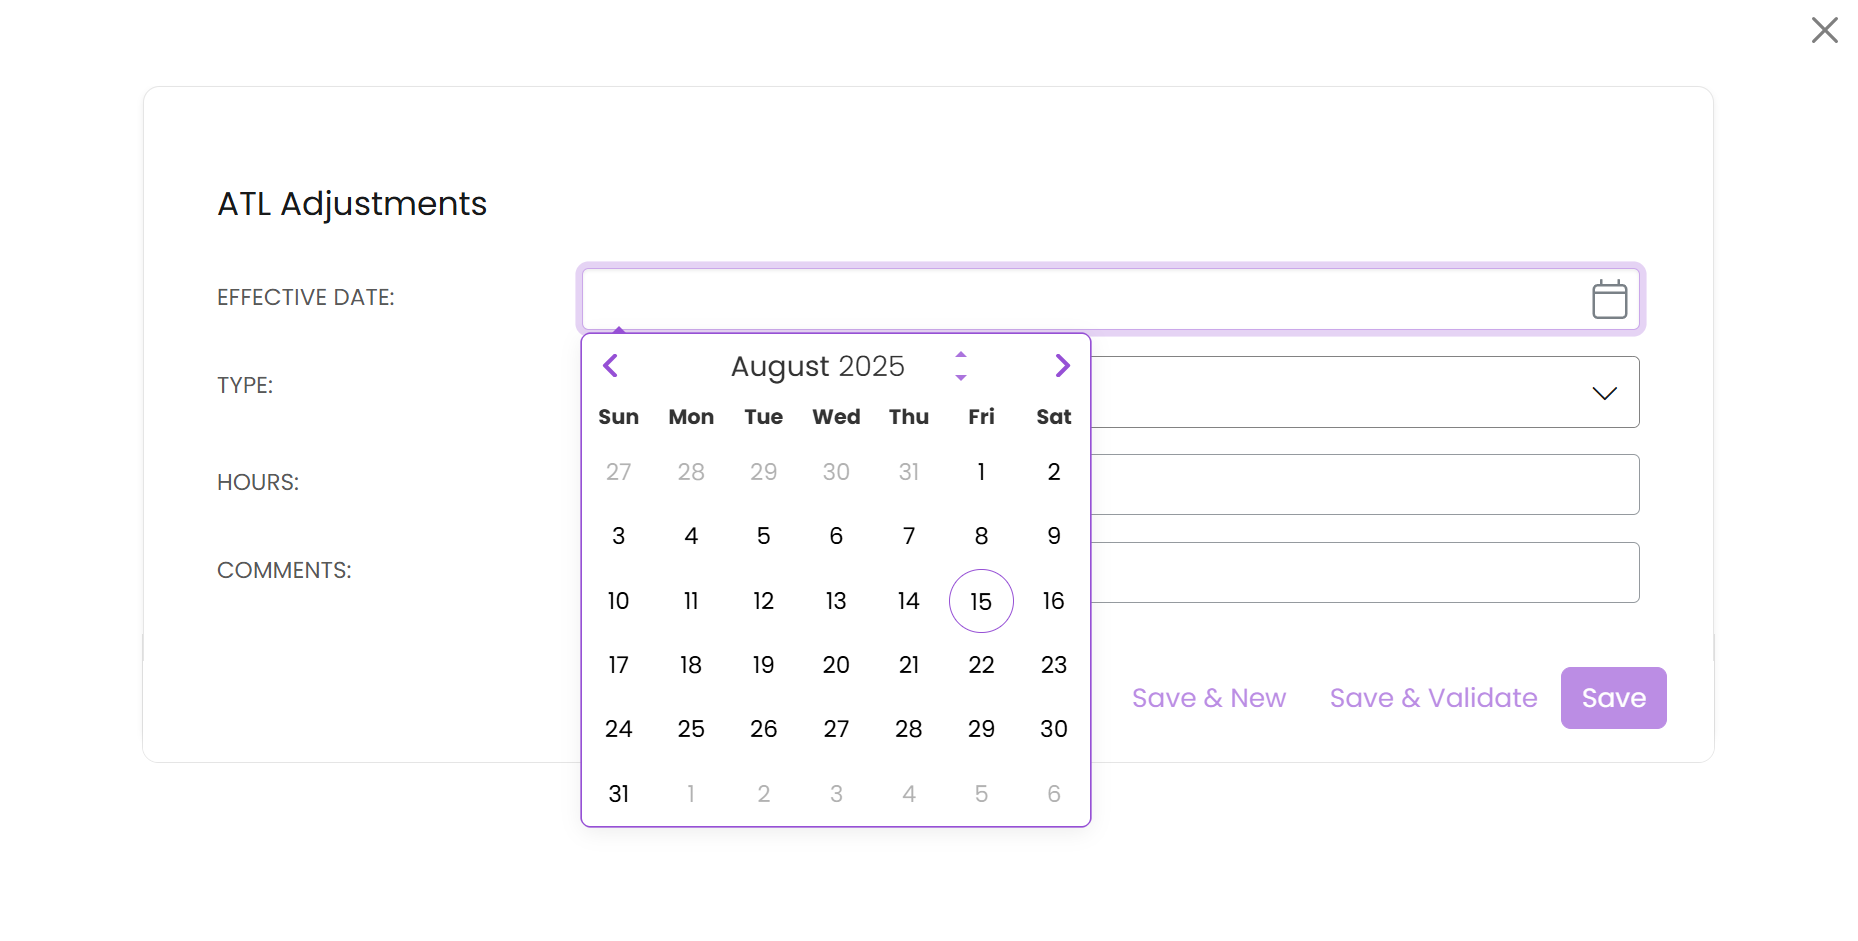 ATL Adjustments
EFFECTIVE DATE:
August 2025
Sun Mon Tue Wed Thu Fri Sat
27 28 29 30 31 1 2
3 4 5 6 7 8 9
10 11 12 13 14 15 16
17 18 19 20 21 22 23
24 25 26 27 28 29 30
31 1 2 3 4 5 6
TYPE:
HOURS:
COMMENTS:
Save & New Save & Validate Save